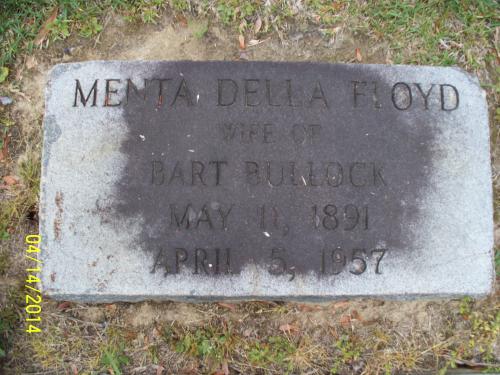 MENTA DELLA FLOYD
WIFE OF
BART BULLOCK
MAY 11, 1891
APRIL 5, 1957
04/14/2014